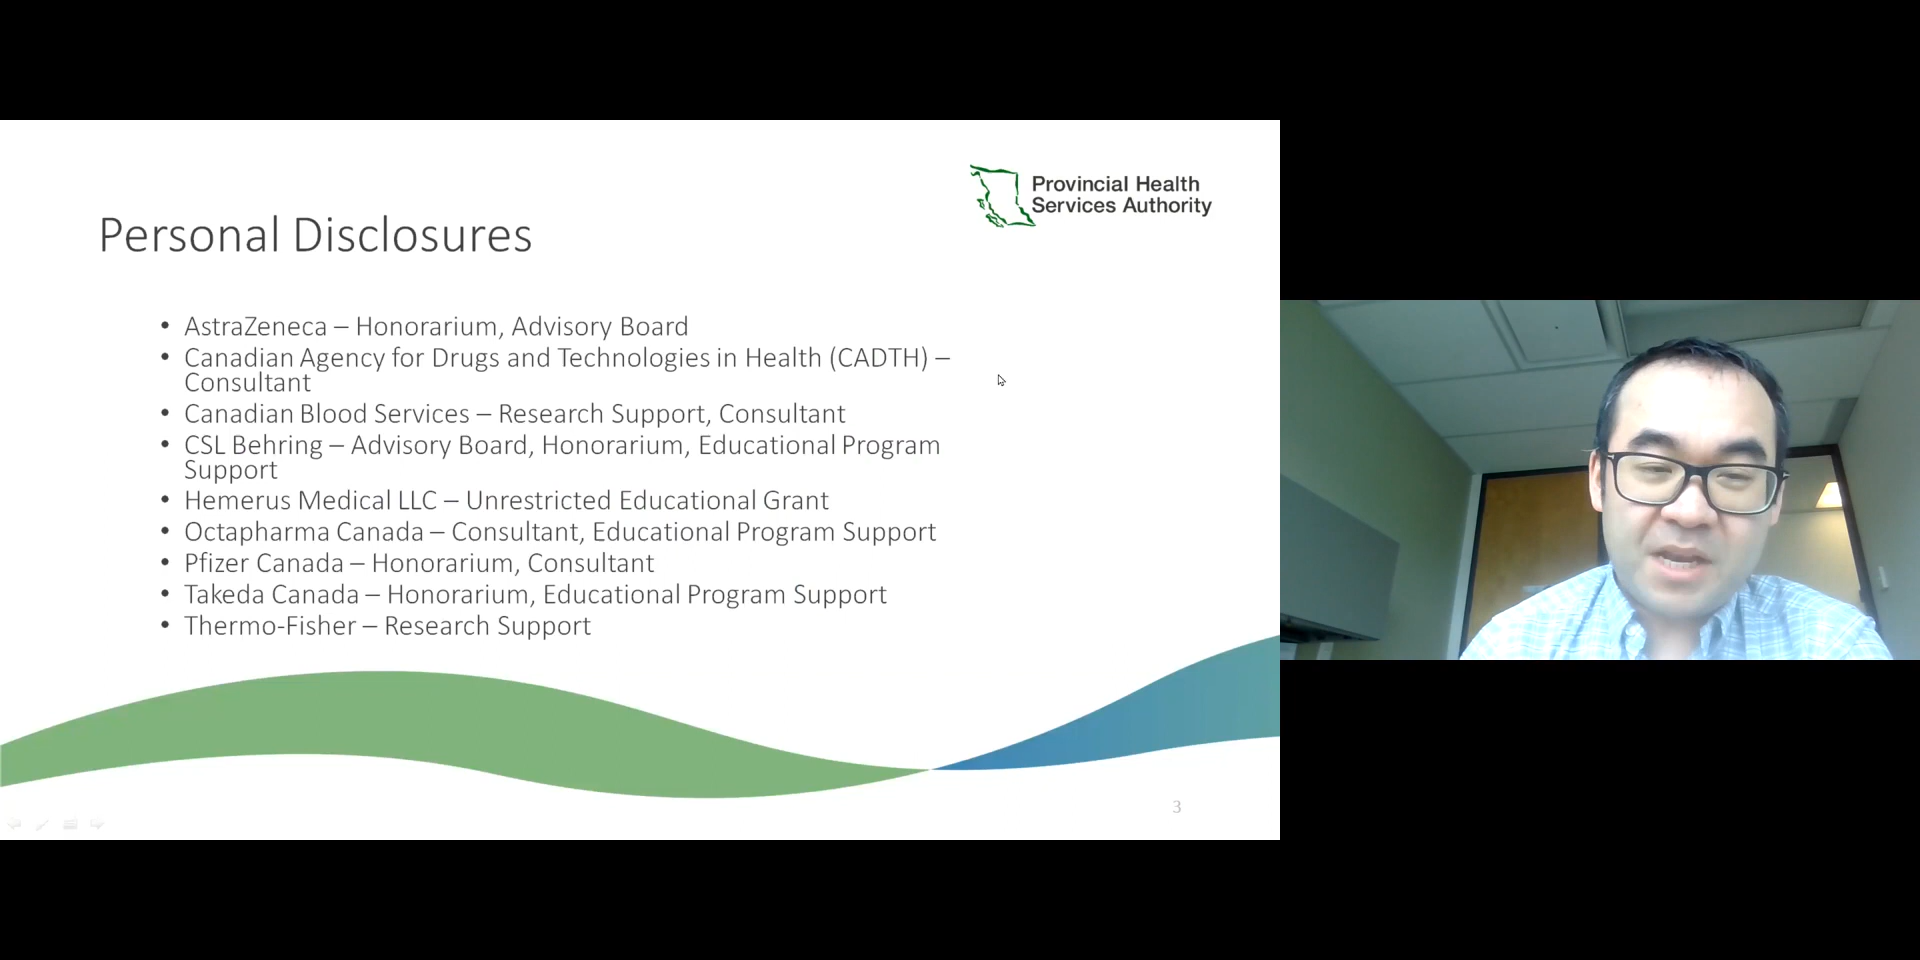 Provincial Health
Services Authority
Personal Disclosures
• AstraZeneca – Honorarium, Advisory Board
• Canadian Agency for Drugs and Technologies in Health (CADTH) –
Consultant
• Canadian Blood Services – Research Support, Consultant
• CSL Behring – Advisory Board, Honorarium, Educational Program
Support
• Hemerus Medical LLC – Unrestricted Educational Grant
• Octapharma Canada – Consultant, Educational Program Support
• Pfizer Canada – Honorarium, Consultant
• Takeda Canada – Honorarium, Educational Program Support
• Thermo-Fisher – Research Support
3